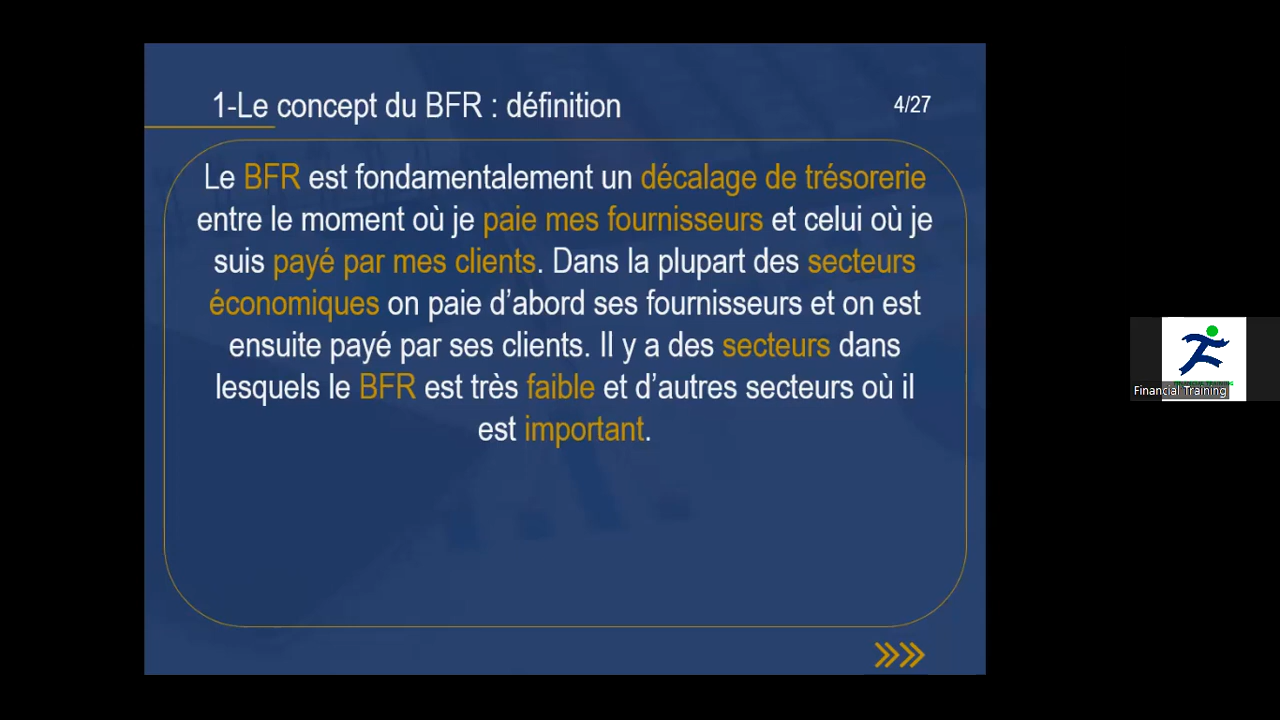 1-Le concept du BFR : définition
4/27
Le BFR est fondamentalement un décalage de trésorerie
entre le moment où je paie mes fournisseurs et celui où je
suis payé par mes clients. Dans la plupart des secteurs
économiques on paie d’abord ses fournisseurs et on est
ensuite payé par ses clients. Il y a des secteurs dans
lesquels le BFR est très faible et d’autres secteurs où il
est important.
Financial Training